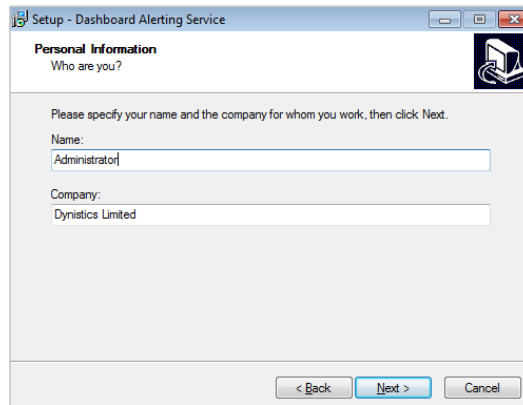 Setup - Dashboard Alerting Service
Personal Information
Who are you?
Please specify your name and the company for whom you work, then click Next.
Name:
Administrator
Company:
Dynistics Limited
< Back
Next >
Cancel